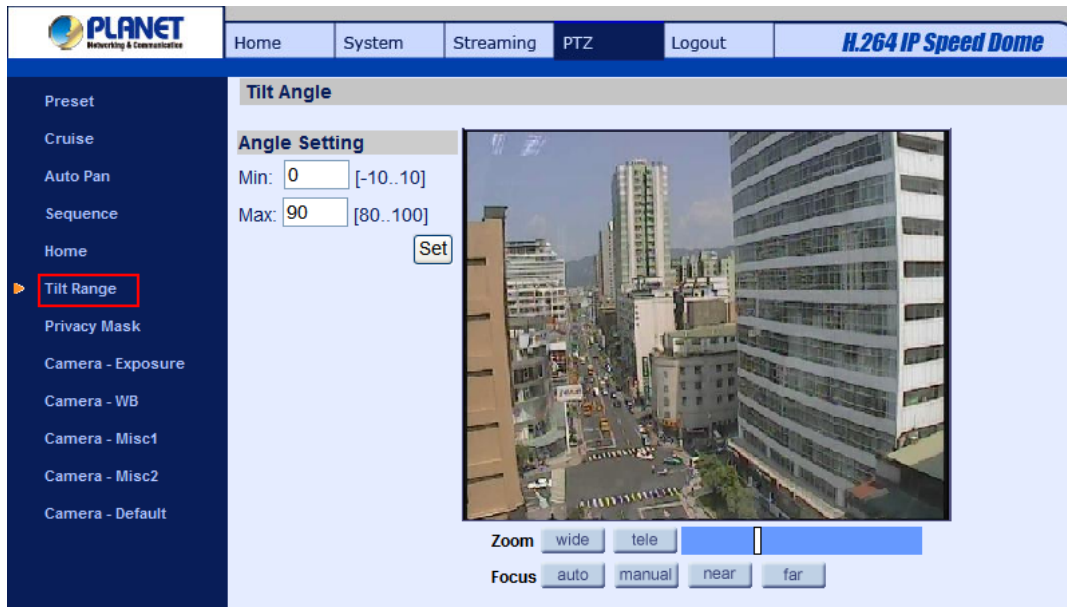 PLANET
Networking & Communication
Home System Streaming PTZ Logout H.264 IP Speed Dome
Preset
Cruise
Auto Pan
Sequence
Home
Tilt Range
Privacy Mask
Camera - Exposure
Camera - WB
Camera - Misc1
Camera - Misc2
Camera - Default
Tilt Angle
Angle Setting
Min: 0 [-10..10]
Max: 90 [80..100]
Set
Zoom wide tele
Focus auto manual near far